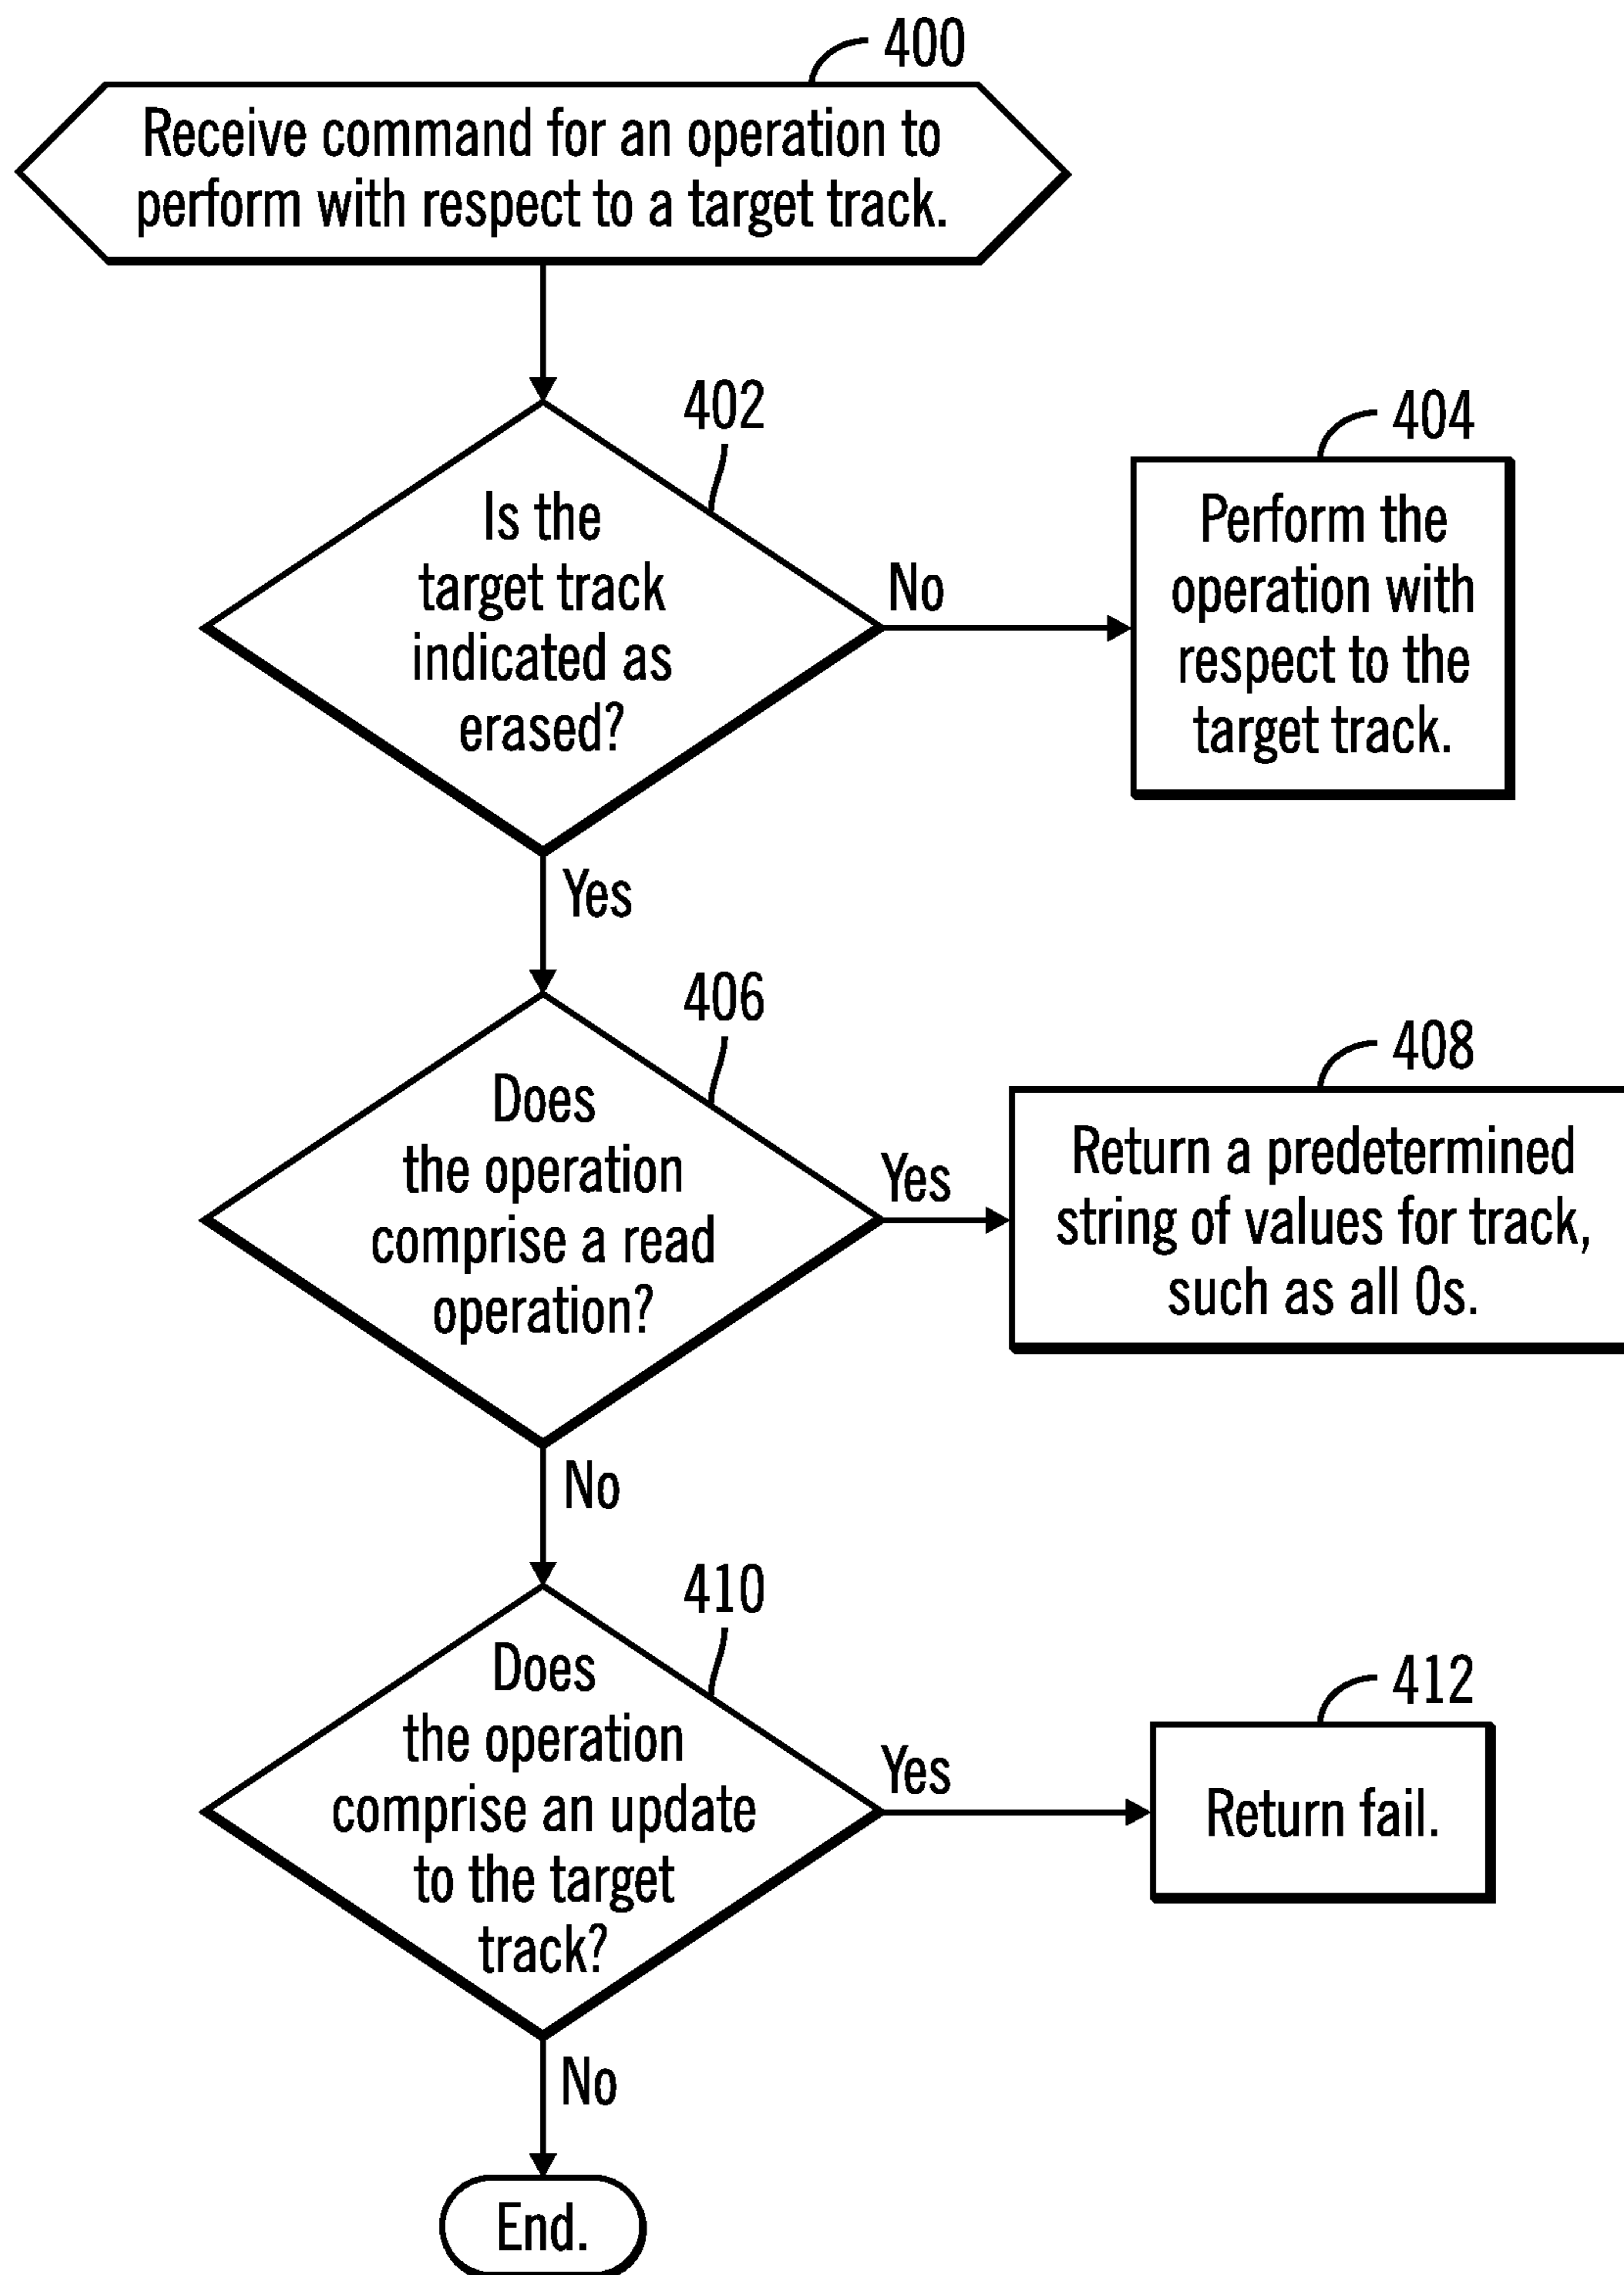 400
Receive command for an operation to
perform with respect to a target track.
402
Is the
target track
indicated as
erased?
No
404
Perform the
operation with
respect to the
target track.
Yes
406
Does
the operation
comprise a read
operation?
Yes
408
Return a predetermined
string of values for track,
such as all 0s.
No
410
Does
the operation
comprise an update
to the target
track?
Yes
412
Return fail.
No
End.